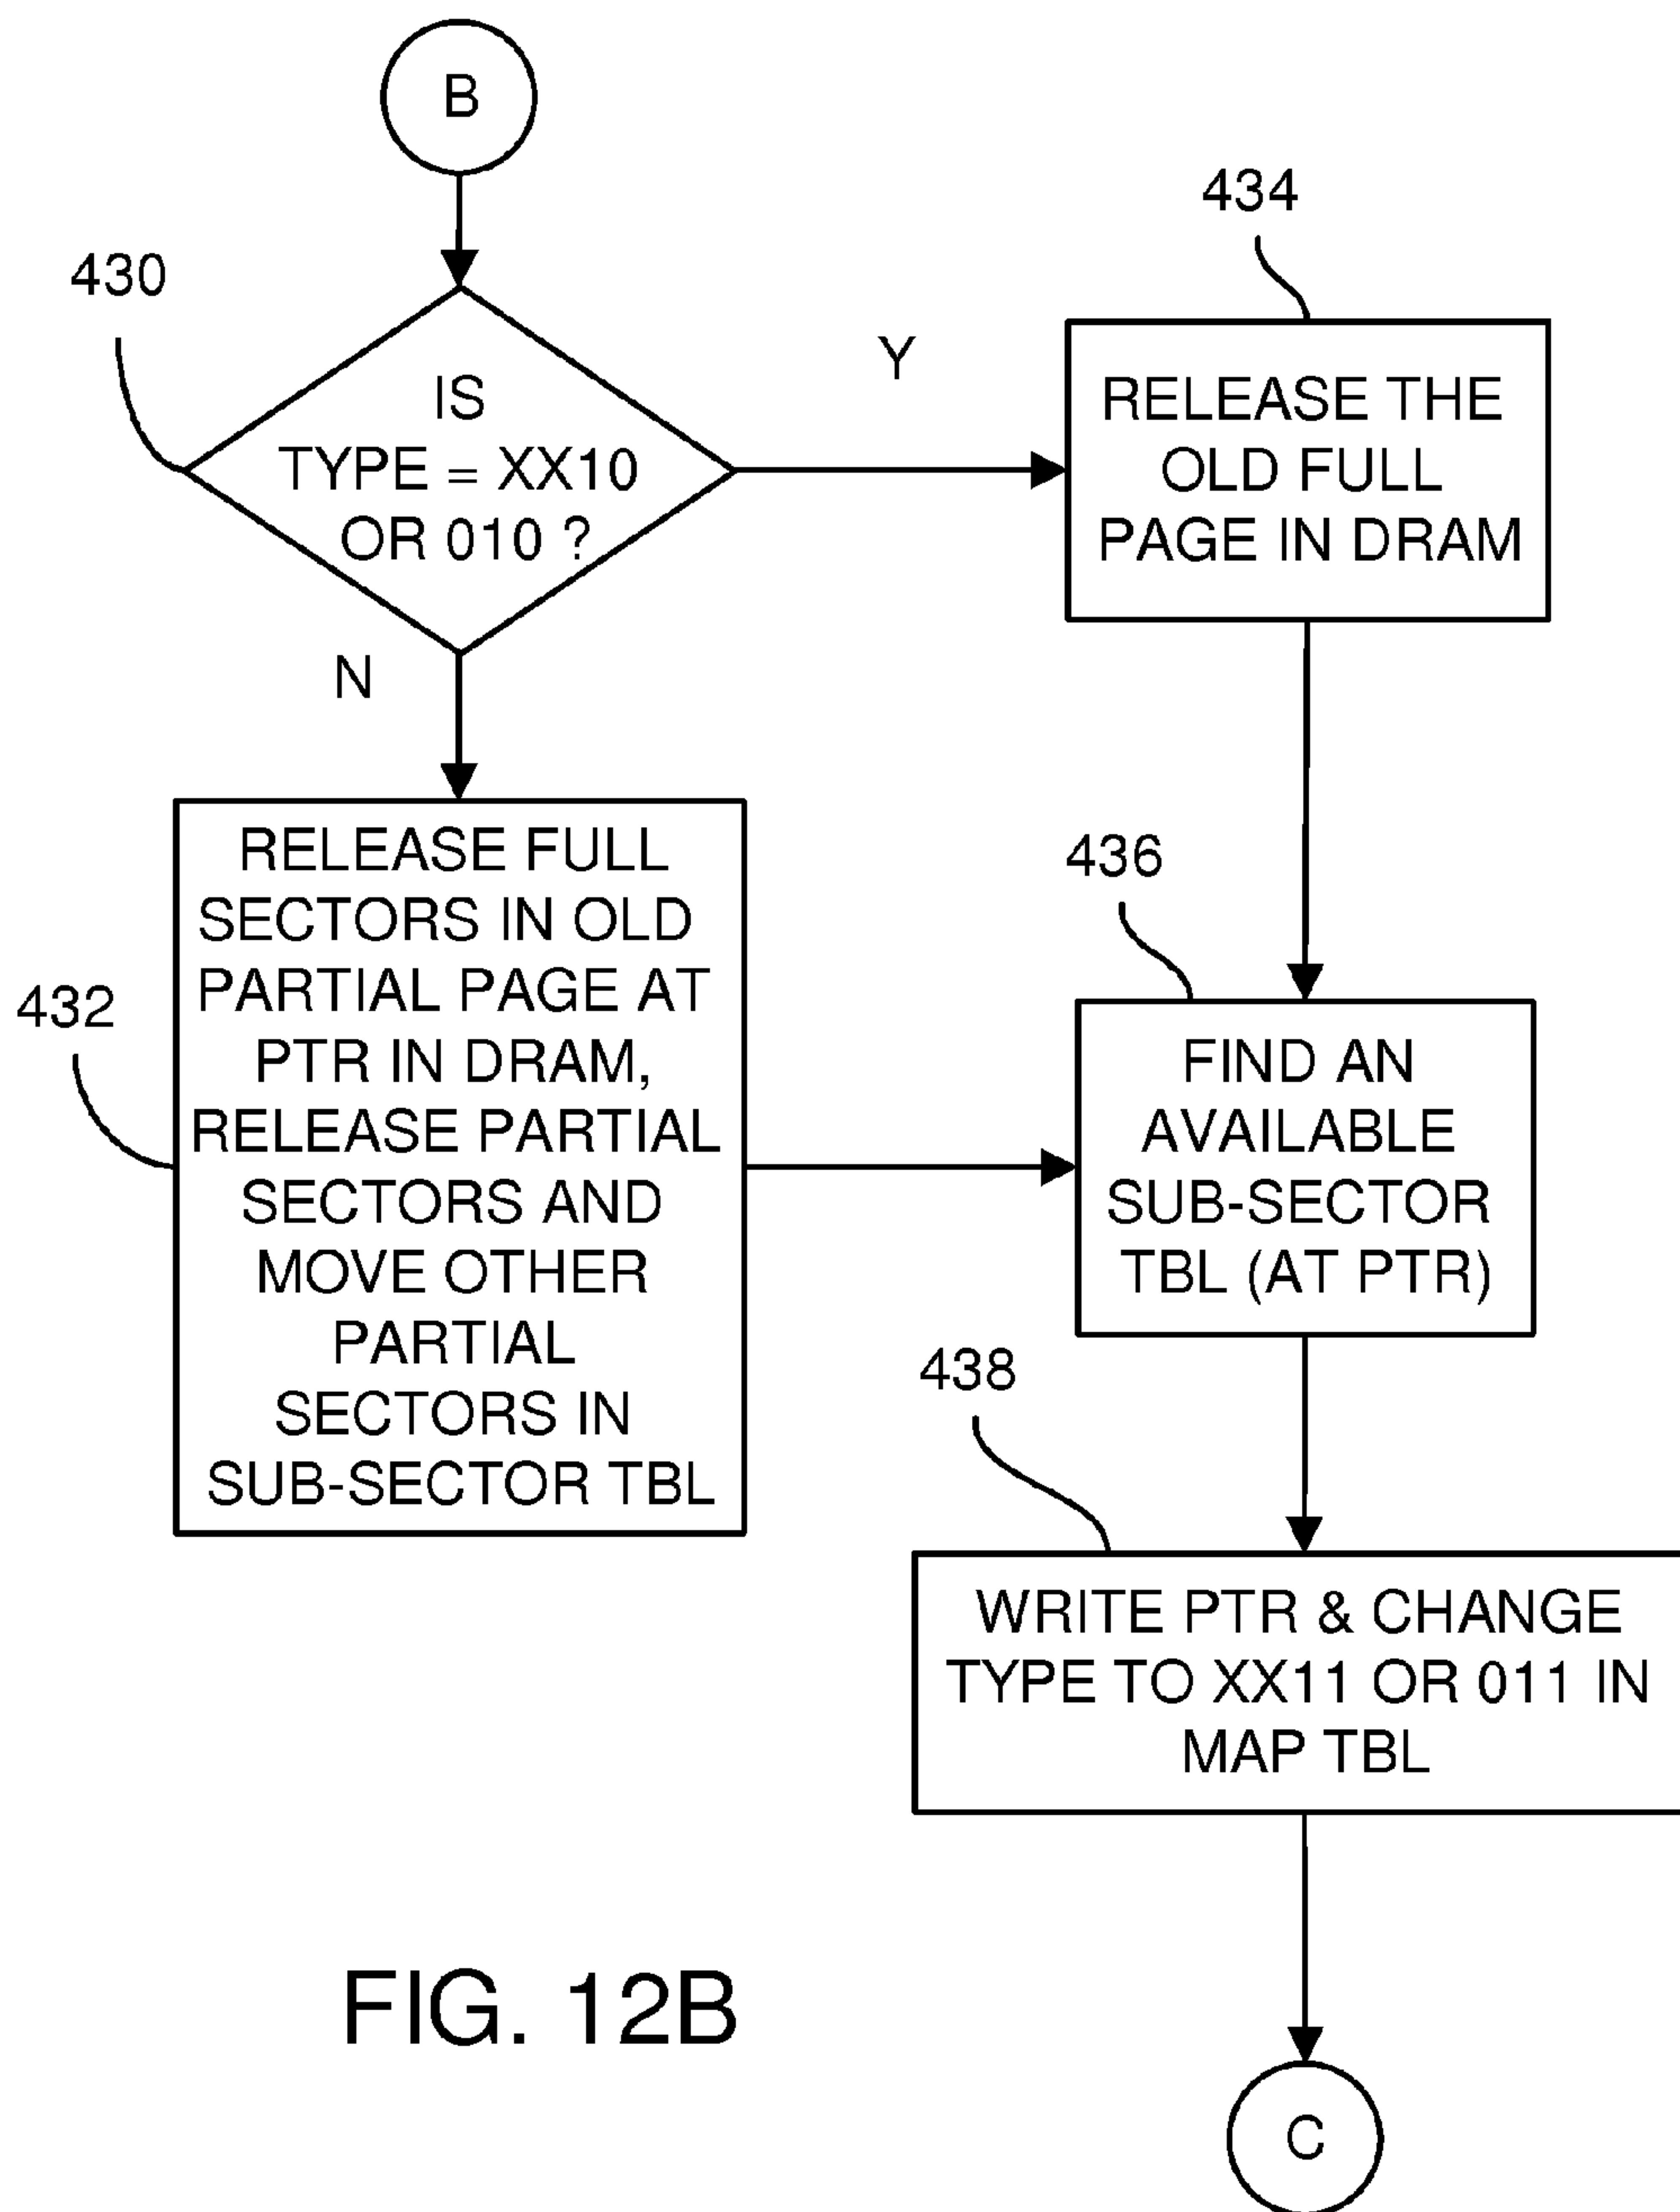 B
430
IS
TYPE = XX10
OR 010 ?
Y
N
434
RELEASE THE
OLD FULL
PAGE IN DRAM
432
RELEASE FULL
SECTORS IN OLD
PARTIAL PAGE AT
PTR IN DRAM,
RELEASE PARTIAL
SECTORS AND
MOVE OTHER
PARTIAL
SECTORS IN
SUB-SECTOR TBL
436
FIND AN
AVAILABLE
SUB-SECTOR
TBL (AT PTR)
438
WRITE PTR & CHANGE
TYPE TO XX11 OR 011 IN
MAP TBL
FIG. 12B
C